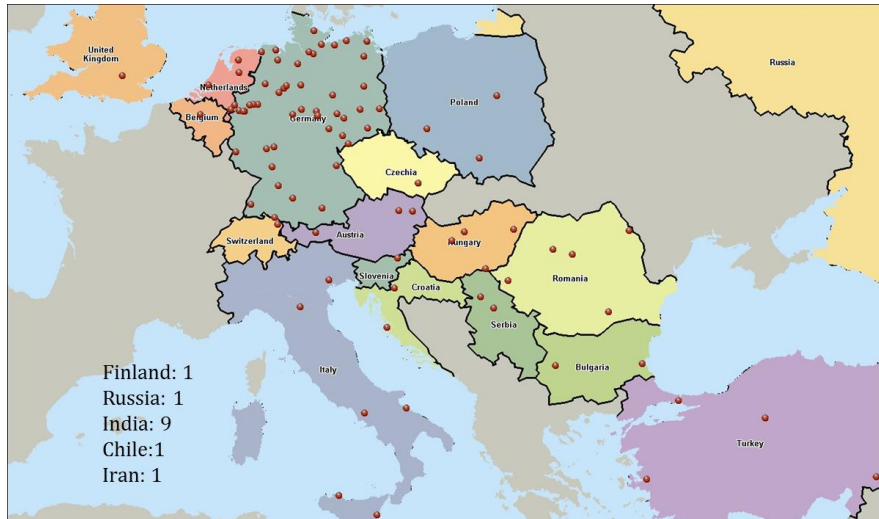 United
Kingdom
Netherlands
Belgium
Germany
Poland
Russia
Czechia
Switzerland
Austria
Hungary
Slovenia
Croatia
Romania
Serbia
Italy
Bulgaria
Turkey
Finland: 1
Russia: 1
India: 9
Chile:1
Iran: 1